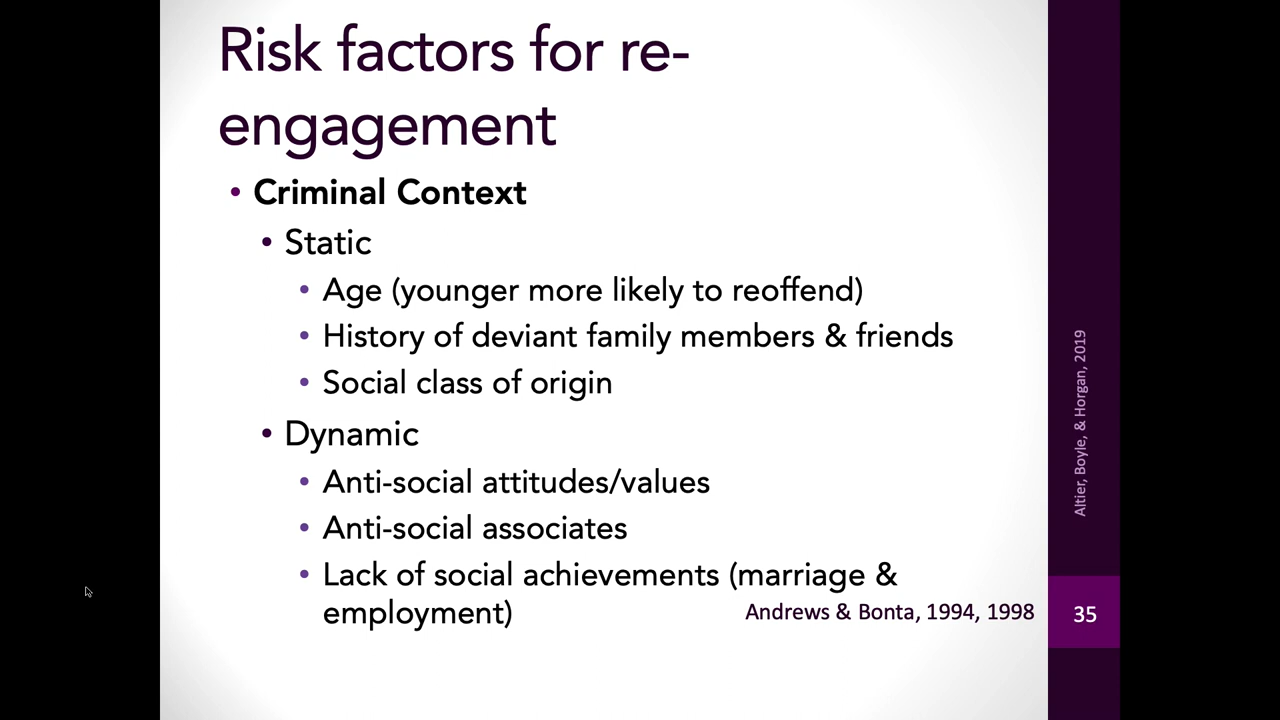 Risk factors for re-
engagement
• Criminal Context
• Static
• Age (younger more likely to reoffend)
• History of deviant family members & friends
• Social class of origin
• Dynamic
• Anti-social attitudes/values
• Anti-social associates
• Lack of social achievements (marriage &
employment)
Andrews & Bonta, 1994, 1998
Altier, Boyle, & Horgan, 2019
35